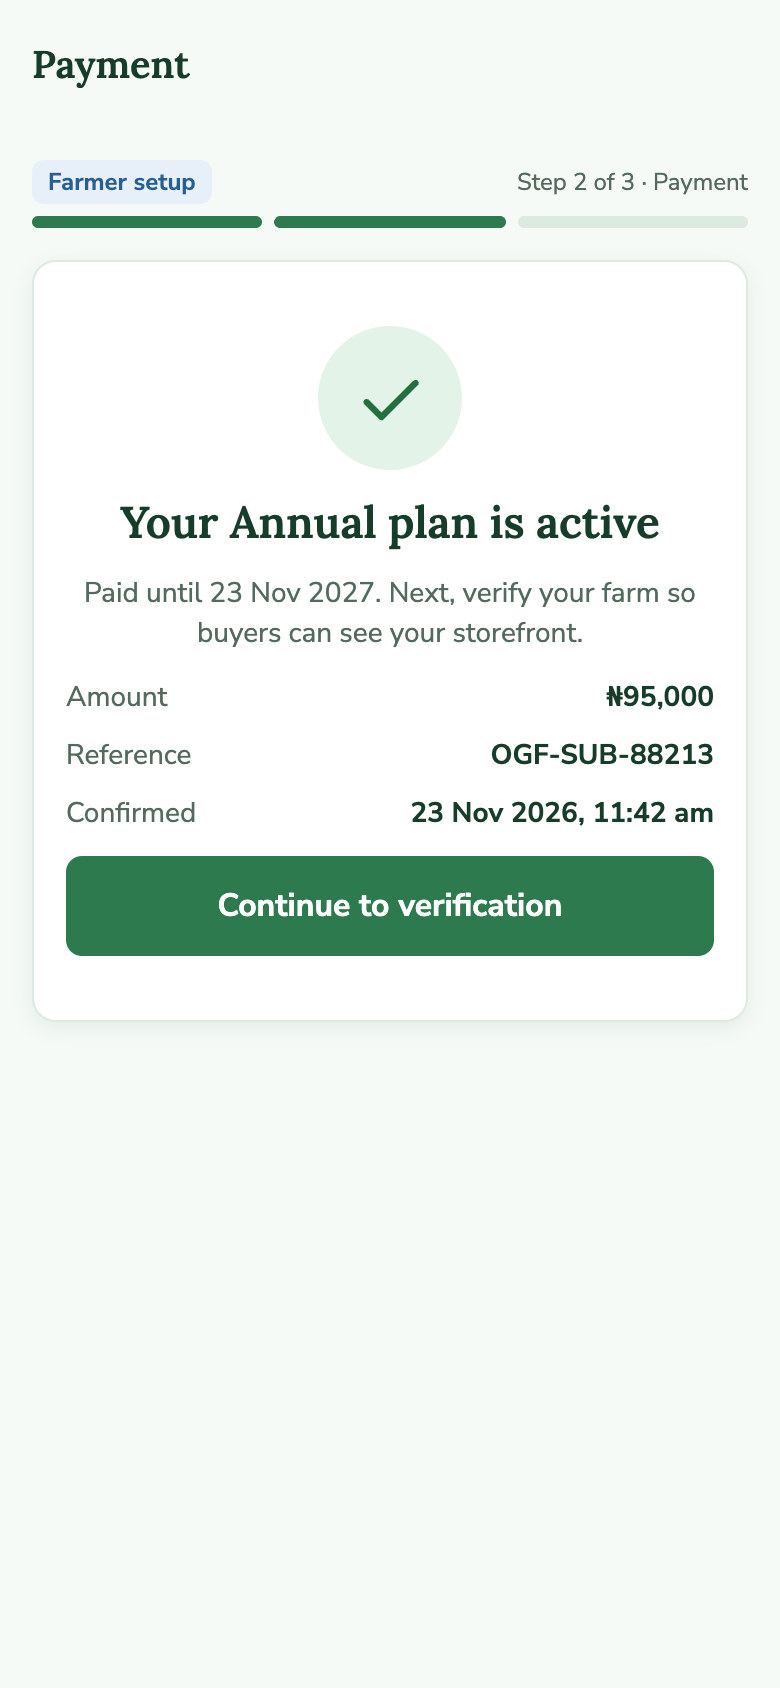 Payment
Farmer setup
Step 2 of 3 · Payment
Your Annual plan is active
Paid until 23 Nov 2027. Next, verify your farm so
buyers can see your storefront.
Amount ₦95,000
Reference OGF-SUB-88213
Confirmed 23 Nov 2026, 11:42 am
Continue to verification